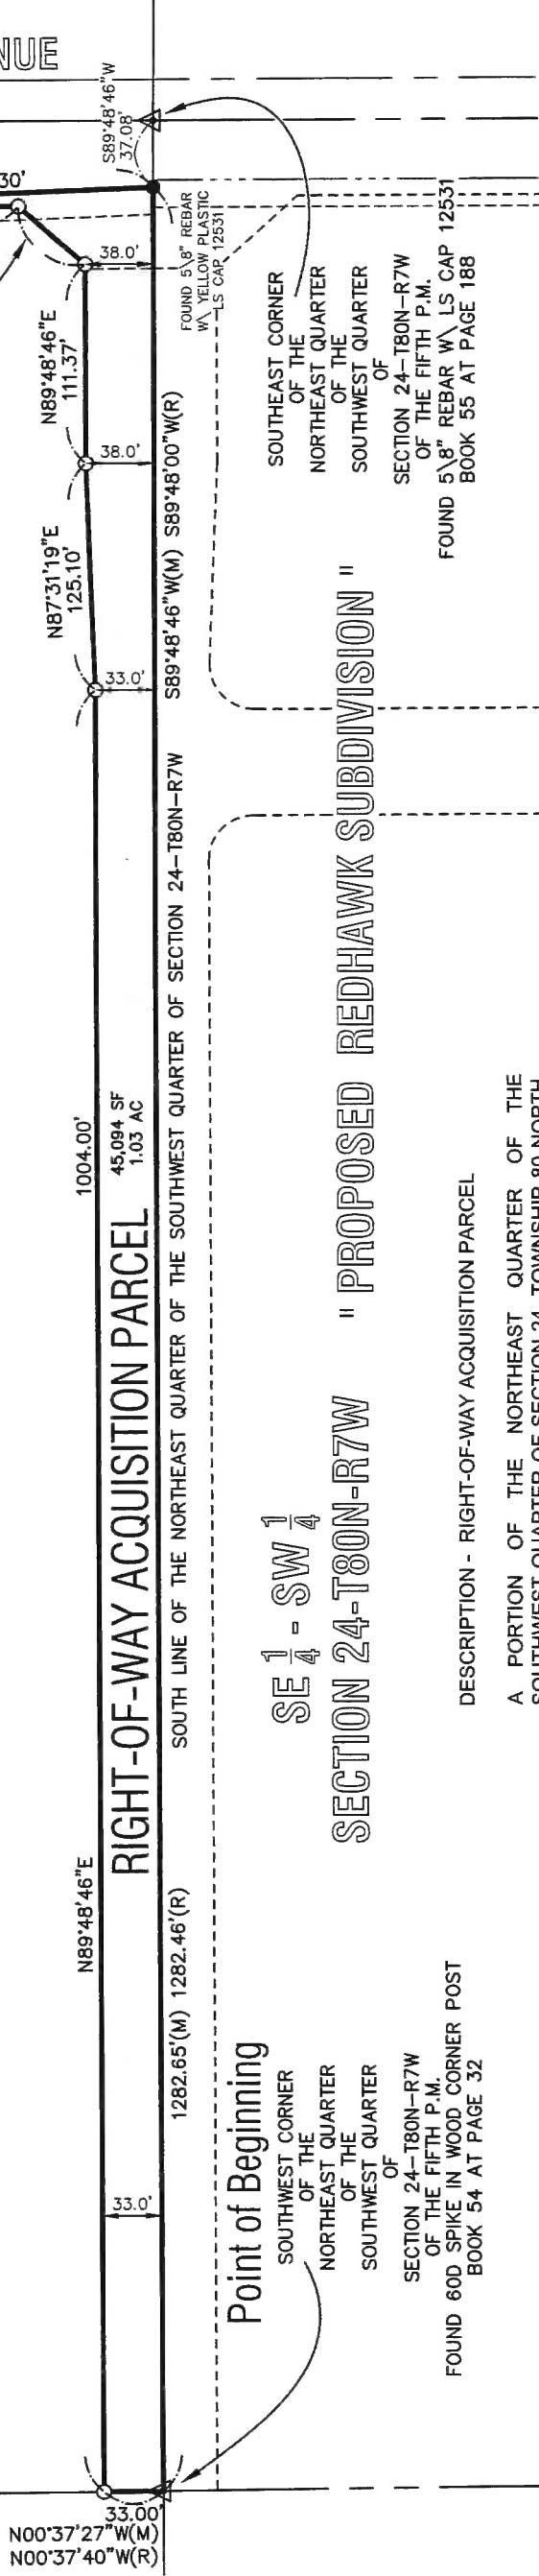 NUE
S89°48'46"W
37.08'
30'
38.0'
FOUND 5\8" REBAR
W\ YELLOW PLASTIC
LS CAP 12531
N89°48'46"E
111.37'
38.0'
N87°31'19"E
125.10'
33.0'
S89°48'46"W(M) S89°48'00"W(R)
SOUTHEAST CORNER
OF THE
NORTHEAST QUARTER
OF THE
SOUTHWEST QUARTER
OF
SECTION 24-T80N-R7W
OF THE FIFTH P.M.
FOUND 5\8" REBAR W\ LS CAP 12531
BOOK 55 AT PAGE 188
" PROPOSED REDHAWK SUBDIVISION "
1004.00'
45,094 SF
1.03 AC
RIGHT-OF-WAY ACQUISITION PARCEL
SOUTH LINE OF THE NORTHEAST QUARTER OF THE SOUTHWEST QUARTER OF SECTION 24-T80N-R7W
SE 1/4 - SW 1/4
SECTION 24-T80N-R7W
DESCRIPTION - RIGHT-OF-WAY ACQUISITION PARCEL
A PORTION OF THE NORTHEAST QUARTER OF THE
SOUTHWEST QUARTER OF SECTION 24, TOWNSHIP 80 NORTH
N89°48'46"E
1282.65'(M) 1282.46'(R)
33.0'
Point of Beginning
SOUTHWEST CORNER
OF THE
NORTHEAST QUARTER
OF THE
SOUTHWEST QUARTER
OF
SECTION 24-T80N-R7W
OF THE FIFTH P.M.
FOUND 60D SPIKE IN WOOD CORNER POST
BOOK 54 AT PAGE 32
33.00'
N00°37'27"W(M)
N00°37'40"W(R)